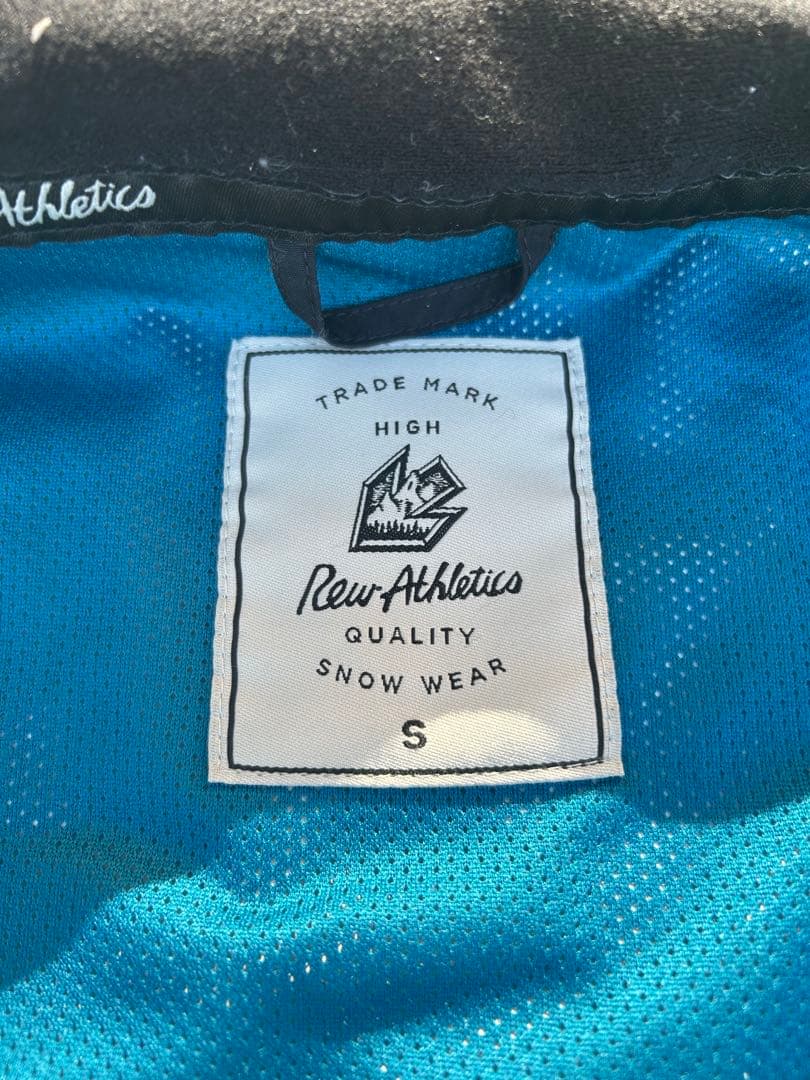 Athletics
TRADE MARK
HIGH
Rew-Athletics
QUALITY
SNOW WEAR
S